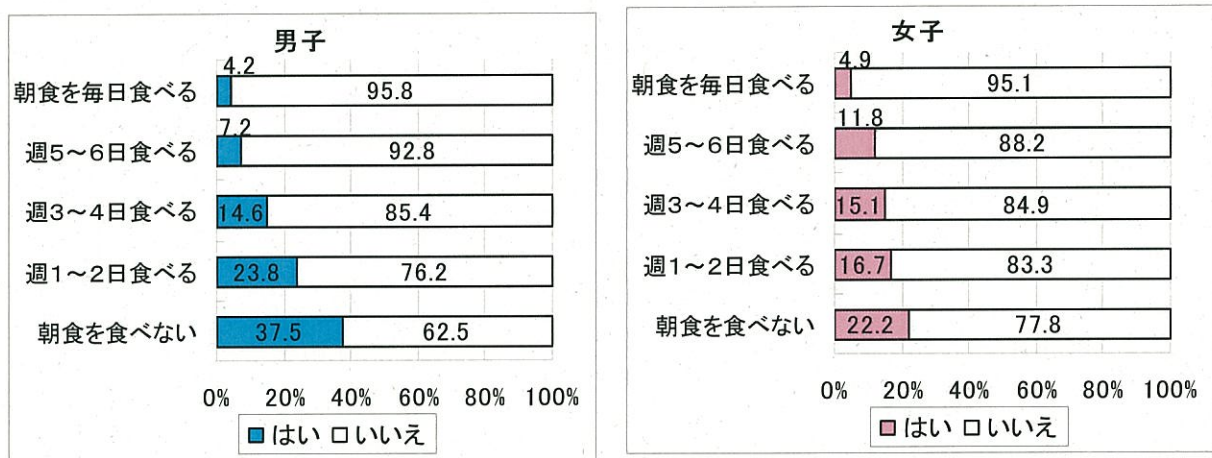 男子
朝食を毎日食べる 4.2 95.8
週5～6日食べる 7.2 92.8
週3～4日食べる 14.6 85.4
週1～2日食べる 23.8 76.2
朝食を食べない 37.5 62.5
0% 20% 40% 60% 80% 100%
はい いいえ
女子
朝食を毎日食べる 4.9 95.1
週5～6日食べる 11.8 88.2
週3～4日食べる 15.1 84.9
週1～2日食べる 16.7 83.3
朝食を食べない 22.2 77.8
0% 20% 40% 60% 80% 100%
はい いいえ